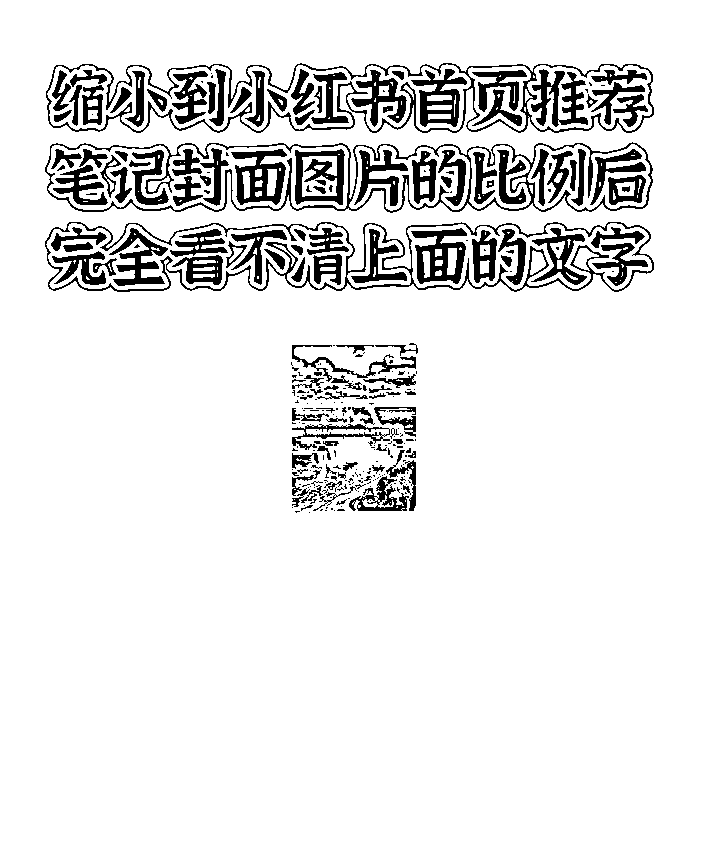 缩小到小红书首页推荐
笔记封面图片的比例后
完全看不清上面的文字